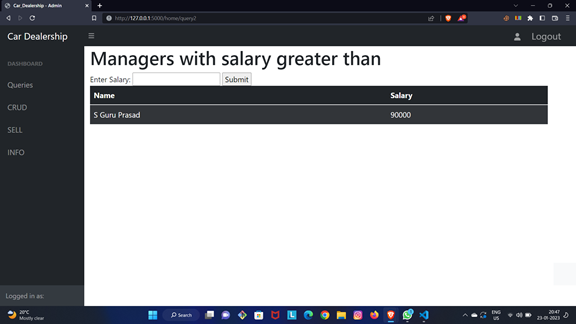 Car_Dealership - Admin
http://127.0.0.1:5000/home/query2
Car Dealership
Logout
DASHBOARD
Queries
CRUD
SELL
INFO
Managers with salary greater than
Enter Salary:
Submit
Name Salary
S Guru Prasad 90000
Logged in as:
20°C
Mostly clear
Search
ENG
US
20:47
23-01-2023